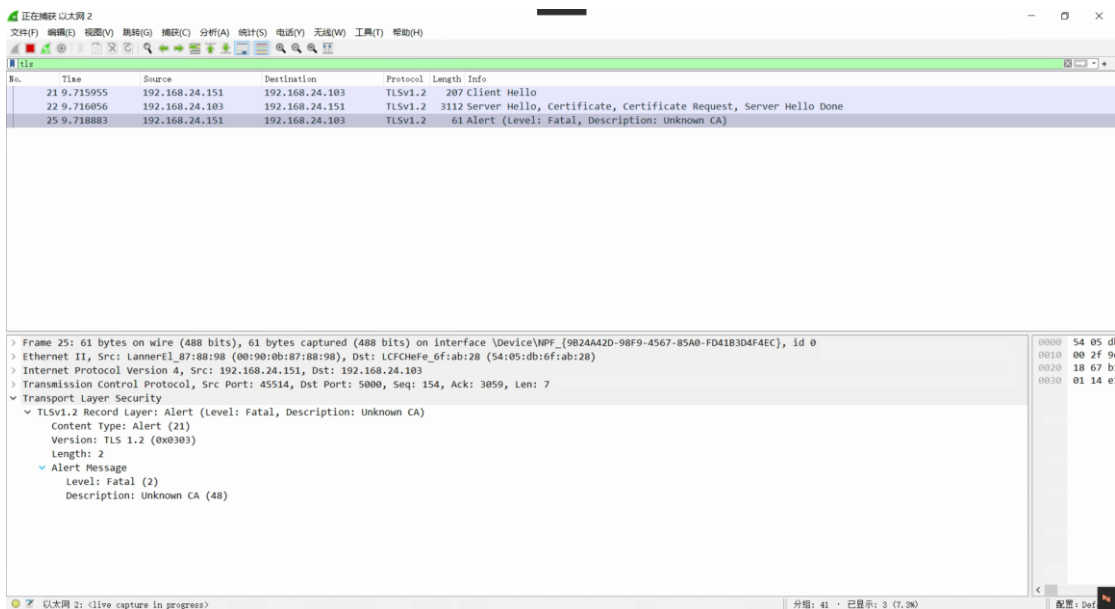 正在捕获 以太网 2
文件(F) 编辑(E) 视图(V) 跳转(G) 捕获(C) 分析(A) 统计(S) 电话(Y) 无线(W) 工具(T) 帮助(H)
tls
No. Time Source Destination Protocol Length Info
21 9.715955 192.168.24.151 192.168.24.103 TLSv1.2 207 Client Hello
22 9.716056 192.168.24.103 192.168.24.151 TLSv1.2 3112 Server Hello, Certificate, Certificate Request, Server Hello Done
25 9.718883 192.168.24.151 192.168.24.103 TLSv1.2 61 Alert (Level: Fatal, Description: Unknown CA)
Frame 25: 61 bytes on wire (488 bits), 61 bytes captured (488 bits) on interface \Device\NPF_{9B24A42D-98F9-4567-85A0-FD41B3D4F4EC}, id 0
Ethernet II, Src: LannerEl_87:88:98 (00:90:0b:87:88:98), Dst: LCFCHeFe_6f:ab:28 (54:05:db:6f:ab:28)
Internet Protocol Version 4, Src: 192.168.24.151, Dst: 192.168.24.103
Transmission Control Protocol, Src Port: 45514, Dst Port: 5000, Seq: 154, Ack: 3059, Len: 7
Transport Layer Security
TLSv1.2 Record Layer: Alert (Level: Fatal, Description: Unknown CA)
Content Type: Alert (21)
Version: TLS 1.2 (0x0303)
Length: 2
Alert Message
Level: Fatal (2)
Description: Unknown CA (48)
0000 54 05
0010 00 2f
0020 18 67
0030 01 14
以太网 2: <live capture in progress>
分组: 41 · 已显示: 3 (7.3%)
配置: